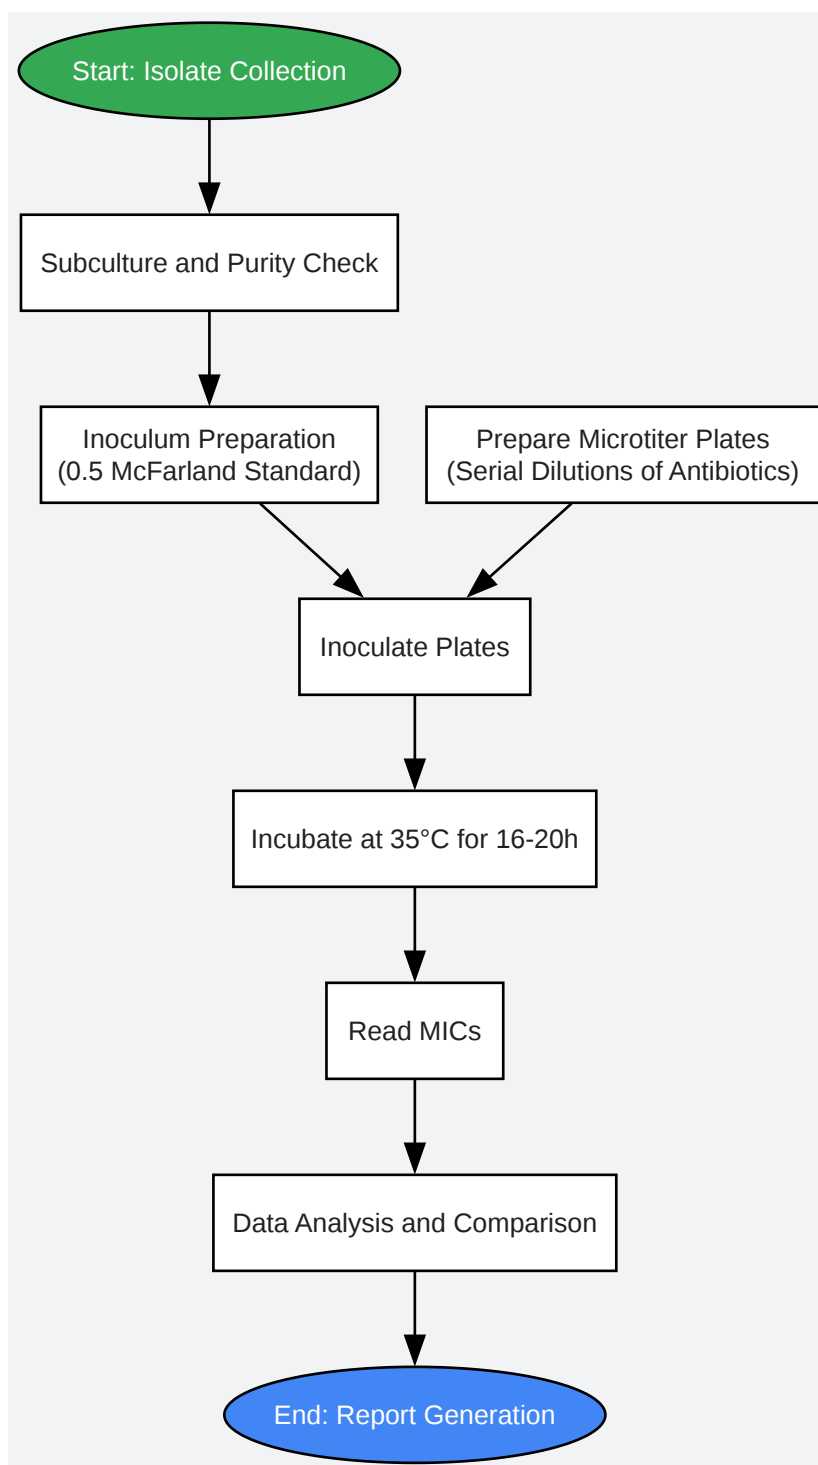 Start: Isolate Collection
Subculture and Purity Check
Inoculum Preparation
(0.5 McFarland Standard)
Prepare Microtiter Plates
(Serial Dilutions of Antibiotics)
Inoculate Plates
Incubate at 35°C for 16-20h
Read MICs
Data Analysis and Comparison
End: Report Generation